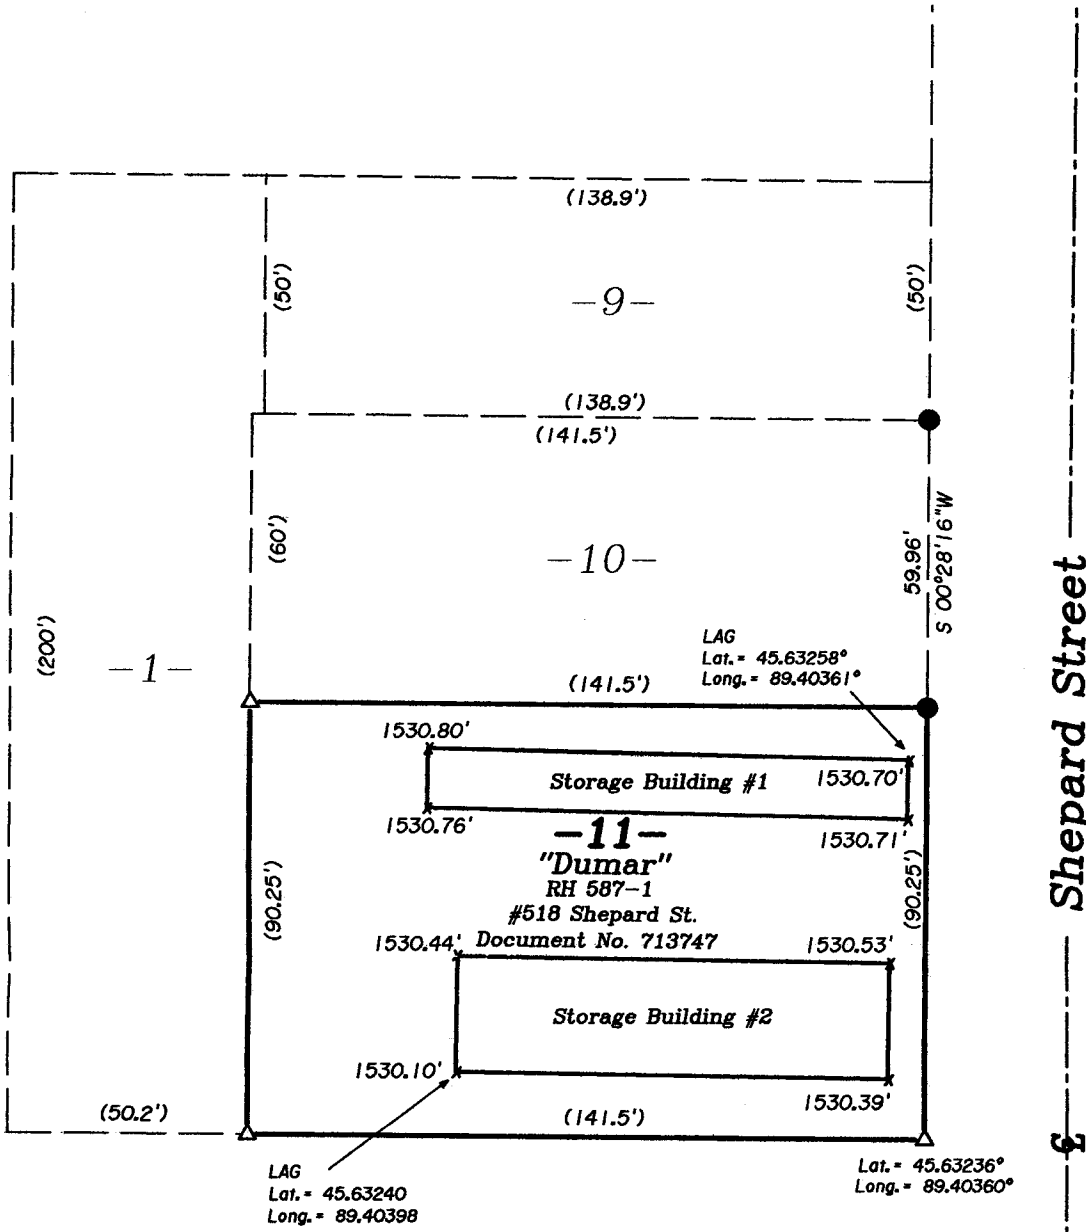 (138.9')
(50')
-9-
(50')
(138.9')
(141.5')
(60')
-10-
59.96'
S 00°28'16"W
(200')
-1-
LAG
Lat.= 45.63258°
Long.= 89.40361°
(141.5')
1530.80'
Storage Building #1
1530.70'
1530.76'
1530.71'
-11-
"Dumar"
RH 587-1
#518 Shepard St.
Document No. 713747
(90.25')
(90.25')
1530.44'
1530.53'
Storage Building #2
1530.10'
1530.39'
(50.2')
(141.5')
LAG
Lat.= 45.63240
Long.= 89.40398
Lat.= 45.63236°
Long.= 89.40360°
Shepard Street
℄